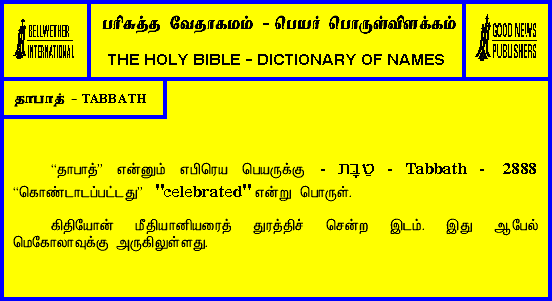 BELLWETHER
INTERNATIONAL
பரிசுத்த வேதாகமம் - பெயர் பொருள்விளக்கம்
THE HOLY BIBLE – DICTIONARY OF NAMES
GOOD NEWS
PUBLISHERS
தாபாத் - TABBATH
“தாபாத்” என்னும் எபிரெய பெயருக்கு - טַבָּת - Tabbath - 2888
“கொண்டாடப்பட்டது” "celebrated" என்று பொருள்.
கிதியோன் மீதியானியரைத் துரத்திச் சென்ற இடம். இது ஆபேல்
மெகோலாவுக்கு அருகிலுள்ளது.